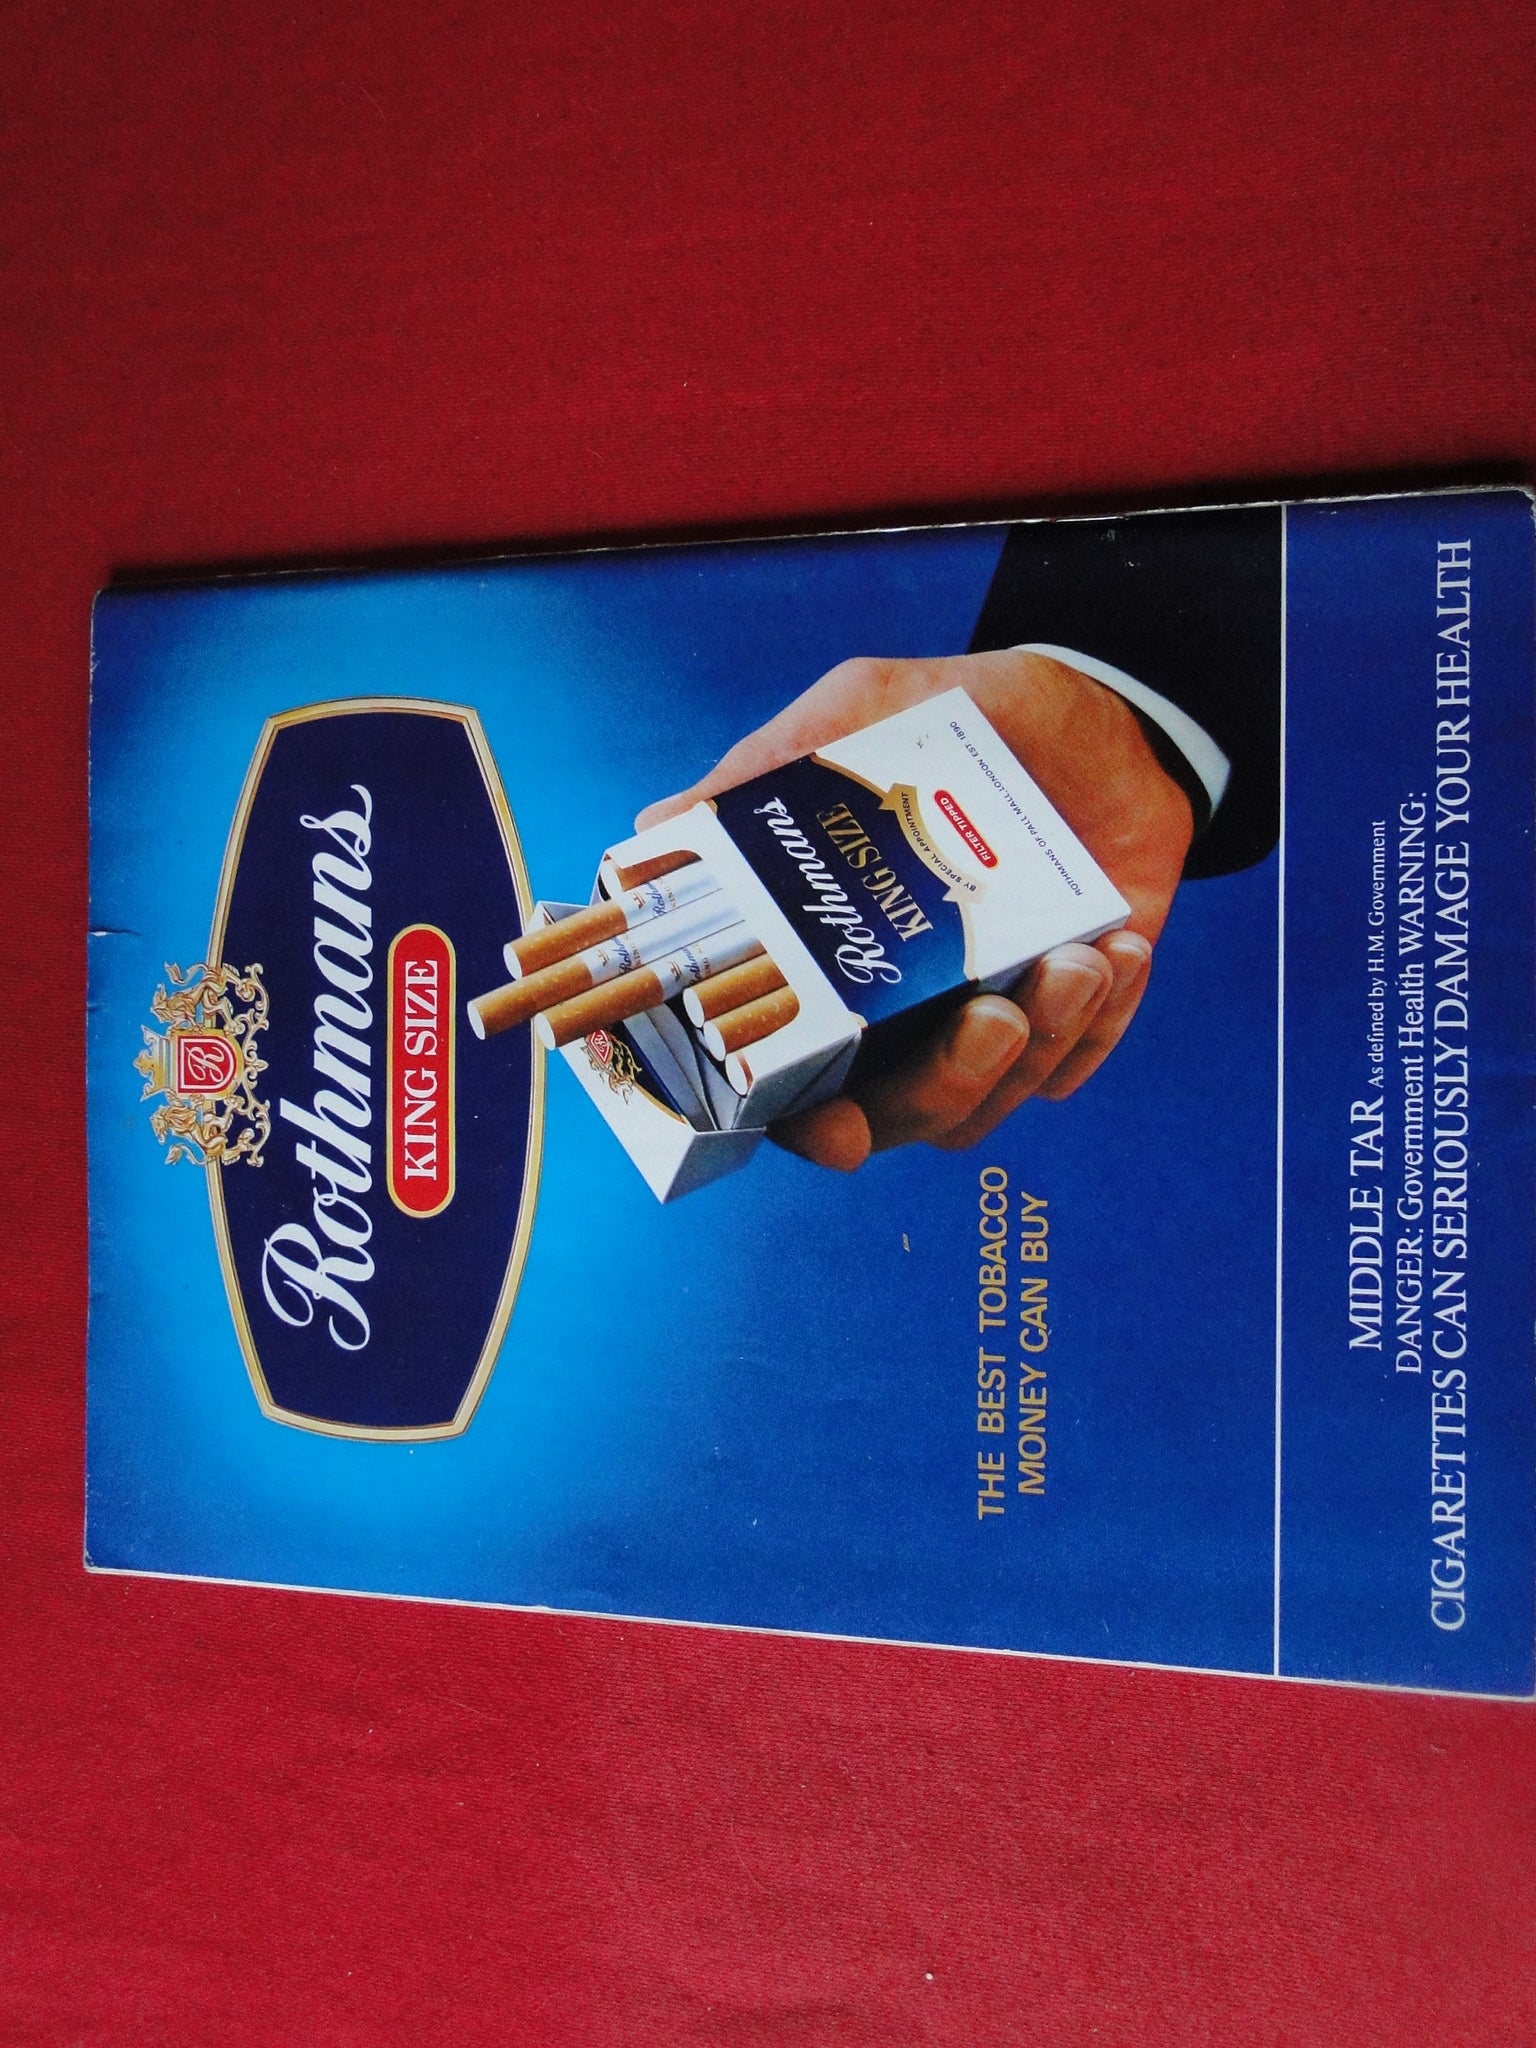 R
Rothmans
KING SIZE
Rothmans
KING SIZE
BY SPECIAL APPOINTMENT
FILTER TIPPED
ROTHMANS OF PALL MALL LONDON EST. 1890
THE BEST TOBACCO
MONEY CAN BUY
MIDDLE TAR As defined by H.M. Government
DANGER: Government Health WARNING:
CIGARETTES CAN SERIOUSLY DAMAGE YOUR HEALTH